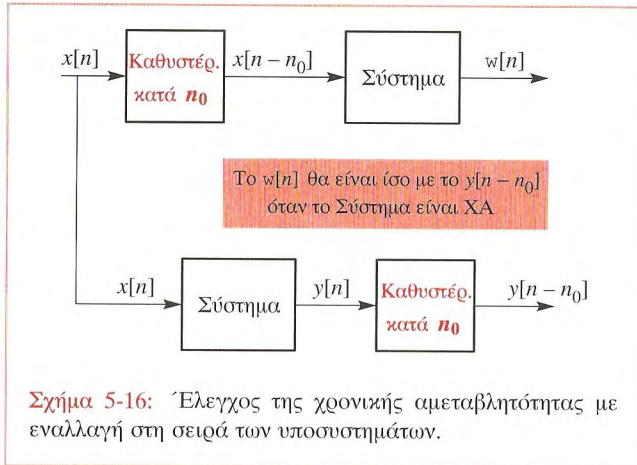 x[n]
Καθυστέρ.
κατά n₀
x[n − n₀]
Σύστημα
w[n]
Το w[n] θα είναι ίσο με το y[n − n₀]
όταν το Σύστημα είναι ΧΑ
x[n]
Σύστημα
y[n]
Καθυστέρ.
κατά n₀
y[n − n₀]
Σχήμα 5-16: Έλεγχος της χρονικής αμεταβλητότητας με
εναλλαγή στη σειρά των υποσυστημάτων.